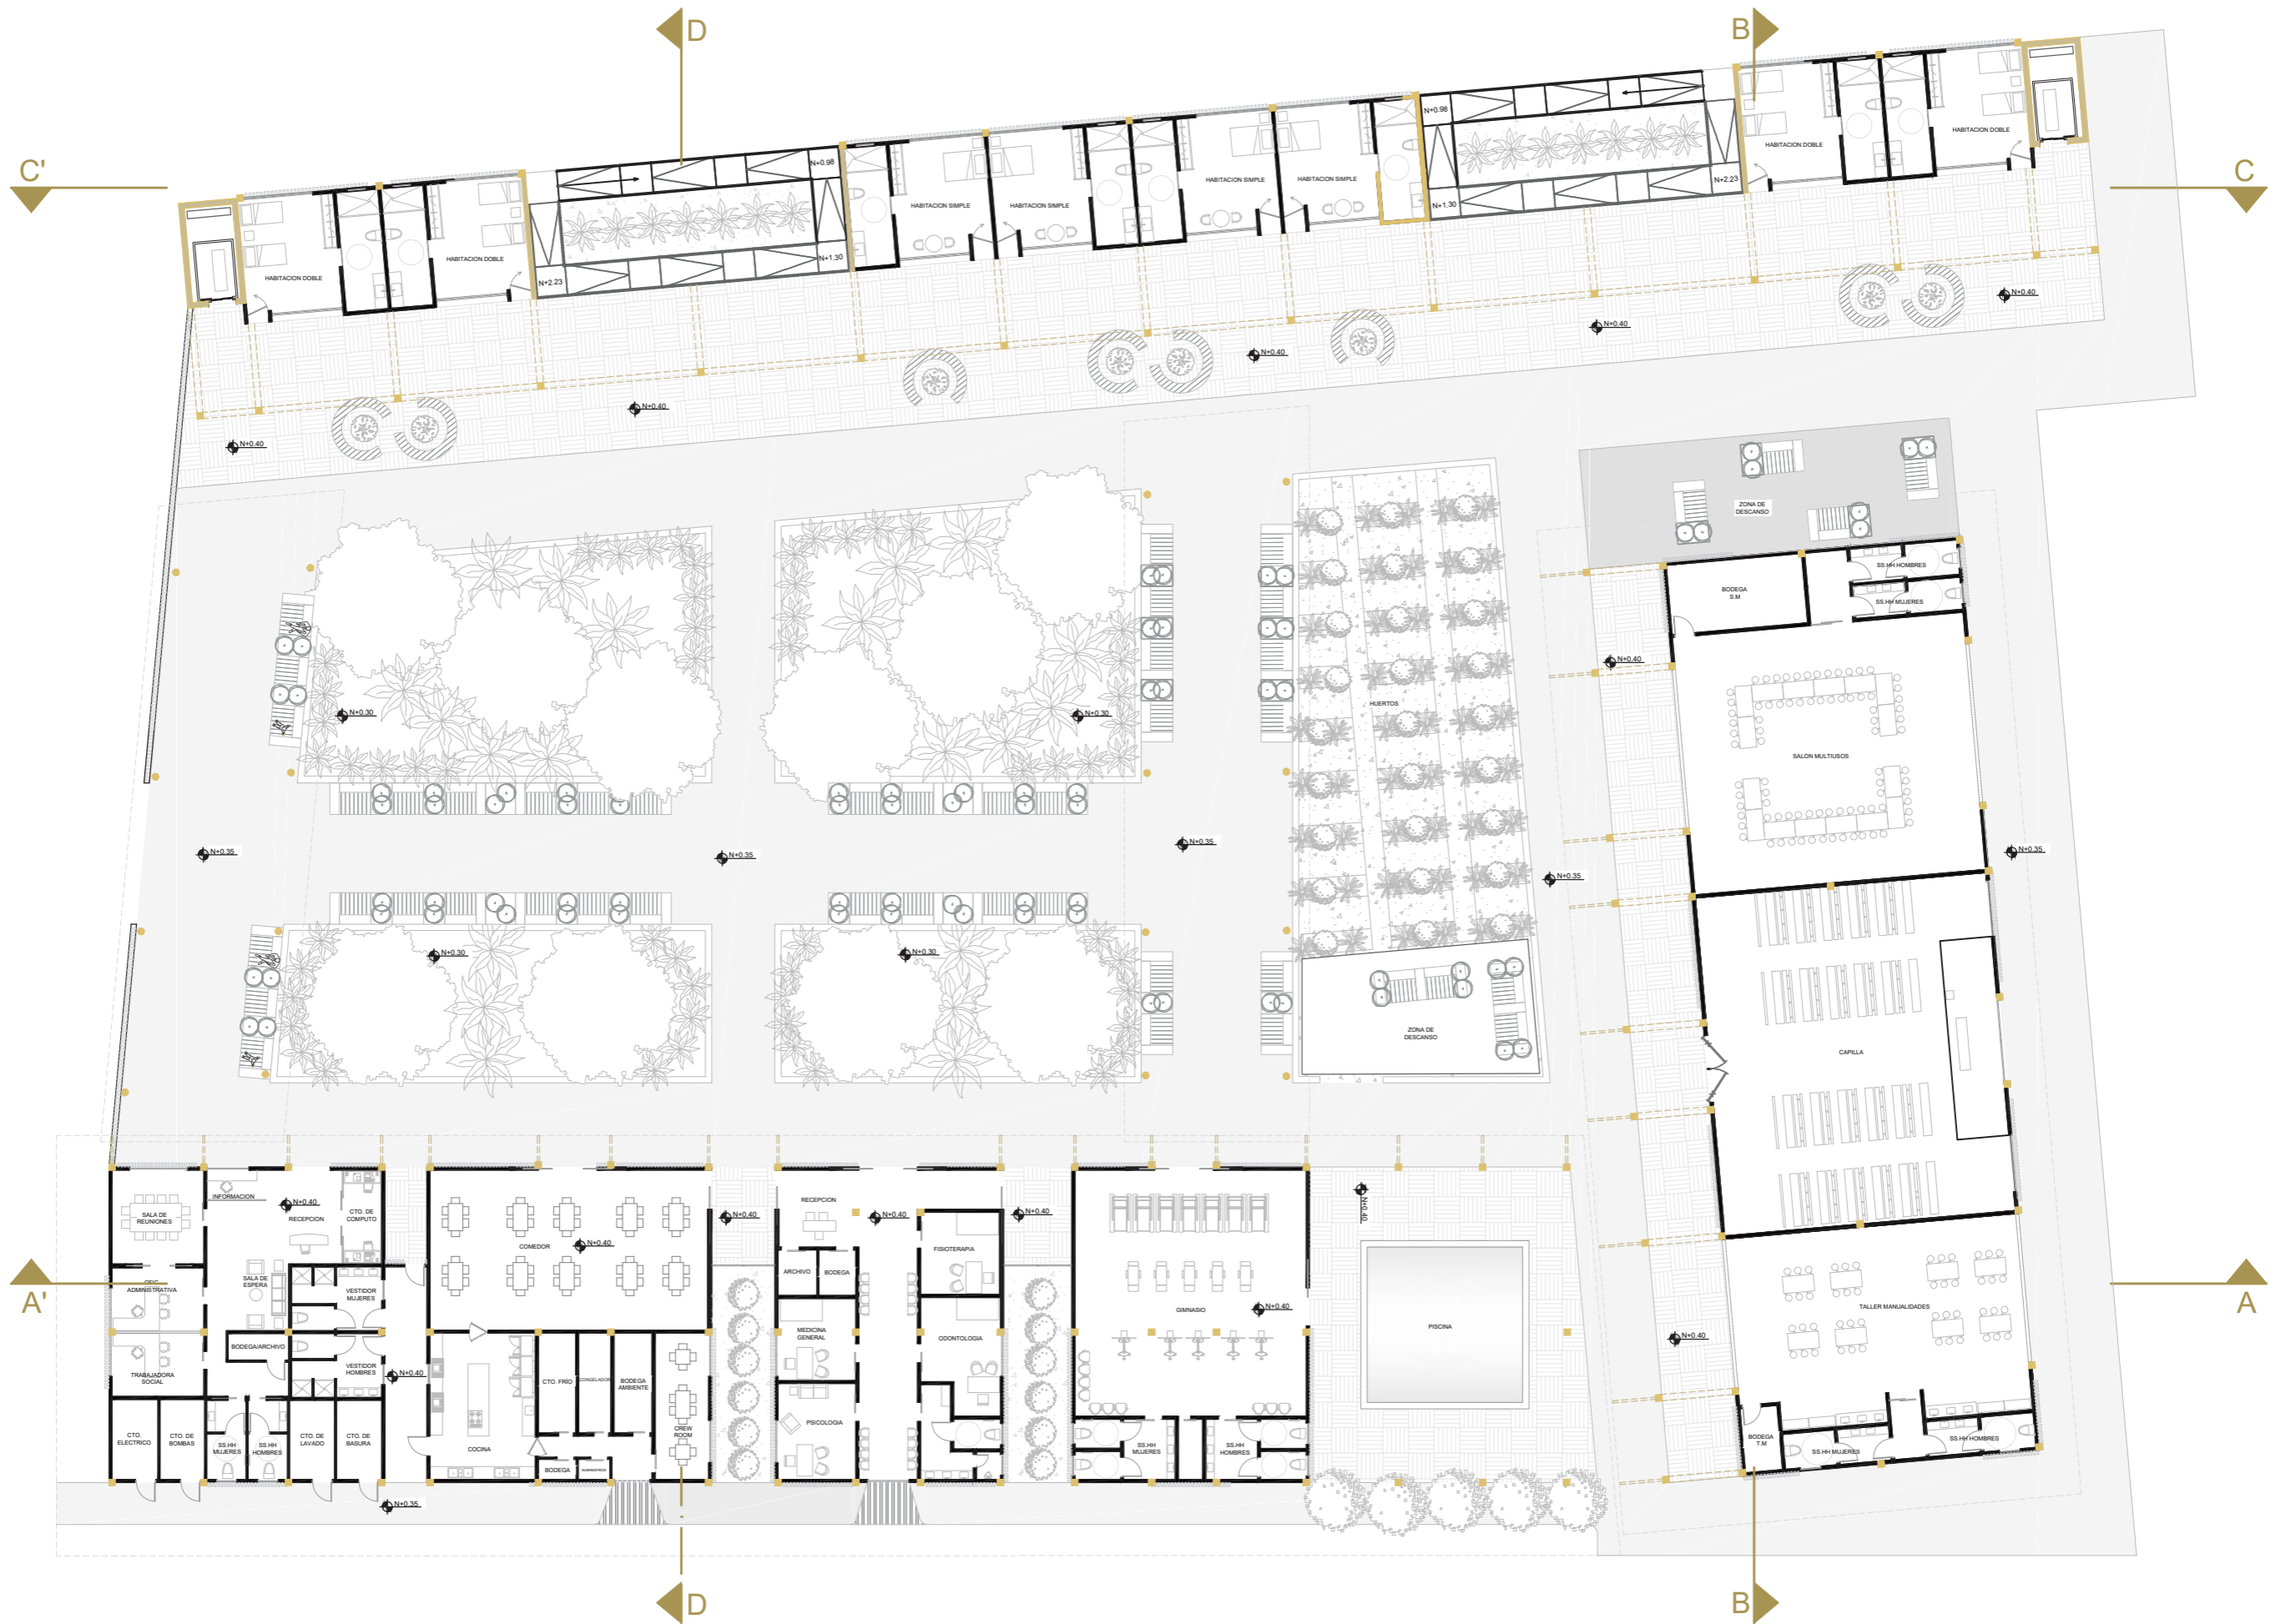 D
B
C'
C
N+0.98
N+0.98
HABITACION DOBLE
HABITACION DOBLE
HABITACION SIMPLE
HABITACION SIMPLE
HABITACION SIMPLE
HABITACION SIMPLE
N+2.23
N+1.30
HABITACION DOBLE
HABITACION DOBLE
N+1.30
N+2.23
N+0.40
N+0.40
N+0.40
N+0.40
N+0.40
ZONA DE
DESCANSO
SS.HH HOMBRES
BODEGA
S.M
SS.HH MUJERES
N+0.40
N+0.30
N+0.30
HUERTOS
SALON MULTIUSOS
N+0.35
N+0.35
N+0.35
N+0.35
N+0.35
N+0.30
N+0.30
ZONA DE
DESCANSO
CAPILLA
INFORMACION
N+0.40
RECEPCION
SALA DE
REUNIONES
CTO. DE
COMPUTO
RECEPCION
N+0.40
N+0.40
N+0.40
N+0.40
COMEDOR
N+0.40
FISIOTERAPIA
ARCHIVO
BODEGA
A'
A
ADMINISTRATIVA
SALA DE
ESPERA
VESTIDOR
MUJERES
GIMNASIO
N+0.40
TALLER MANUALIDADES
PISCINA
N+0.40
MEDICINA
GENERAL
ODONTOLOGIA
BODEGA/ARCHIVO
VESTIDOR
HOMBRES
N+0.40
TRABAJADORA
SOCIAL
CTO. FRÍO
CONGELADOR
BODEGA
AMBIENTE
PSICOLOGIA
CREW
ROOM
CTO.
ELECTRICO
CTO. DE
BOMBAS
SS.HH
MUJERES
SS.HH
HOMBRES
CTO. DE
LAVADO
CTO. DE
BASURA
COCINA
BODEGA
SS.HH
MUJERES
SS.HH
HOMBRES
BODEGA
T.M
SS.HH MUJERES
SS.HH HOMBRES
N+0.35
D
B